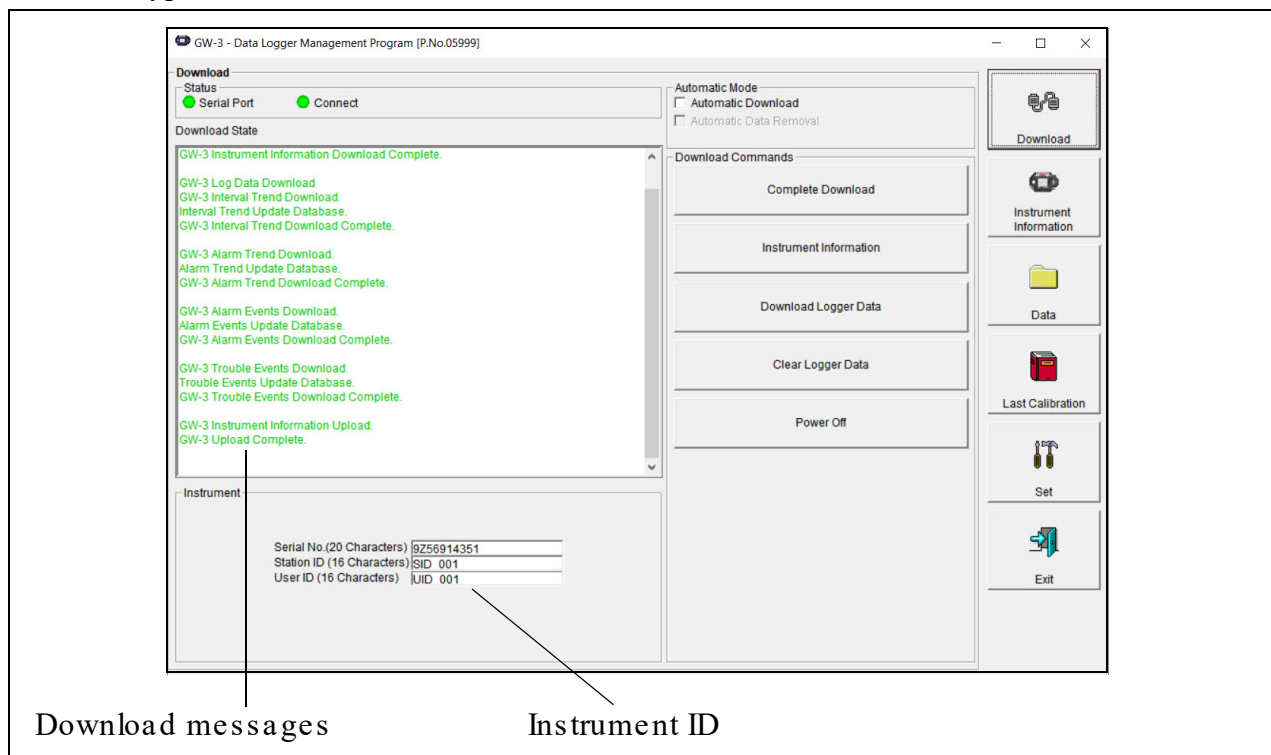 GW-3 - Data Logger Management Program [P.No.05999]
Download
Status
Serial Port
Connect
Download State
GW-3 Instrument Information Download Complete.
GW-3 Log Data Download
GW-3 Interval Trend Download.
Interval Trend Update Database.
GW-3 Interval Trend Download Complete.
GW-3 Alarm Trend Download.
Alarm Trend Update Database.
GW-3 Alarm Trend Download Complete.
GW-3 Alarm Events Download.
Alarm Events Update Database.
GW-3 Alarm Events Download Complete.
GW-3 Trouble Events Download.
Trouble Events Update Database.
GW-3 Trouble Events Download Complete.
GW-3 Instrument Information Upload.
GW-3 Upload Complete.
Instrument
Serial No.(20 Characters) 9Z56914351
Station ID (16 Characters) SID 001
User ID (16 Characters) UID 001
Automatic Mode
Automatic Download
Automatic Data Removal
Download Commands
Complete Download
Instrument Information
Download Logger Data
Clear Logger Data
Power Off
Download
Instrument
Information
Data
Last Calibration
Set
Exit
Download messages
Instrument ID